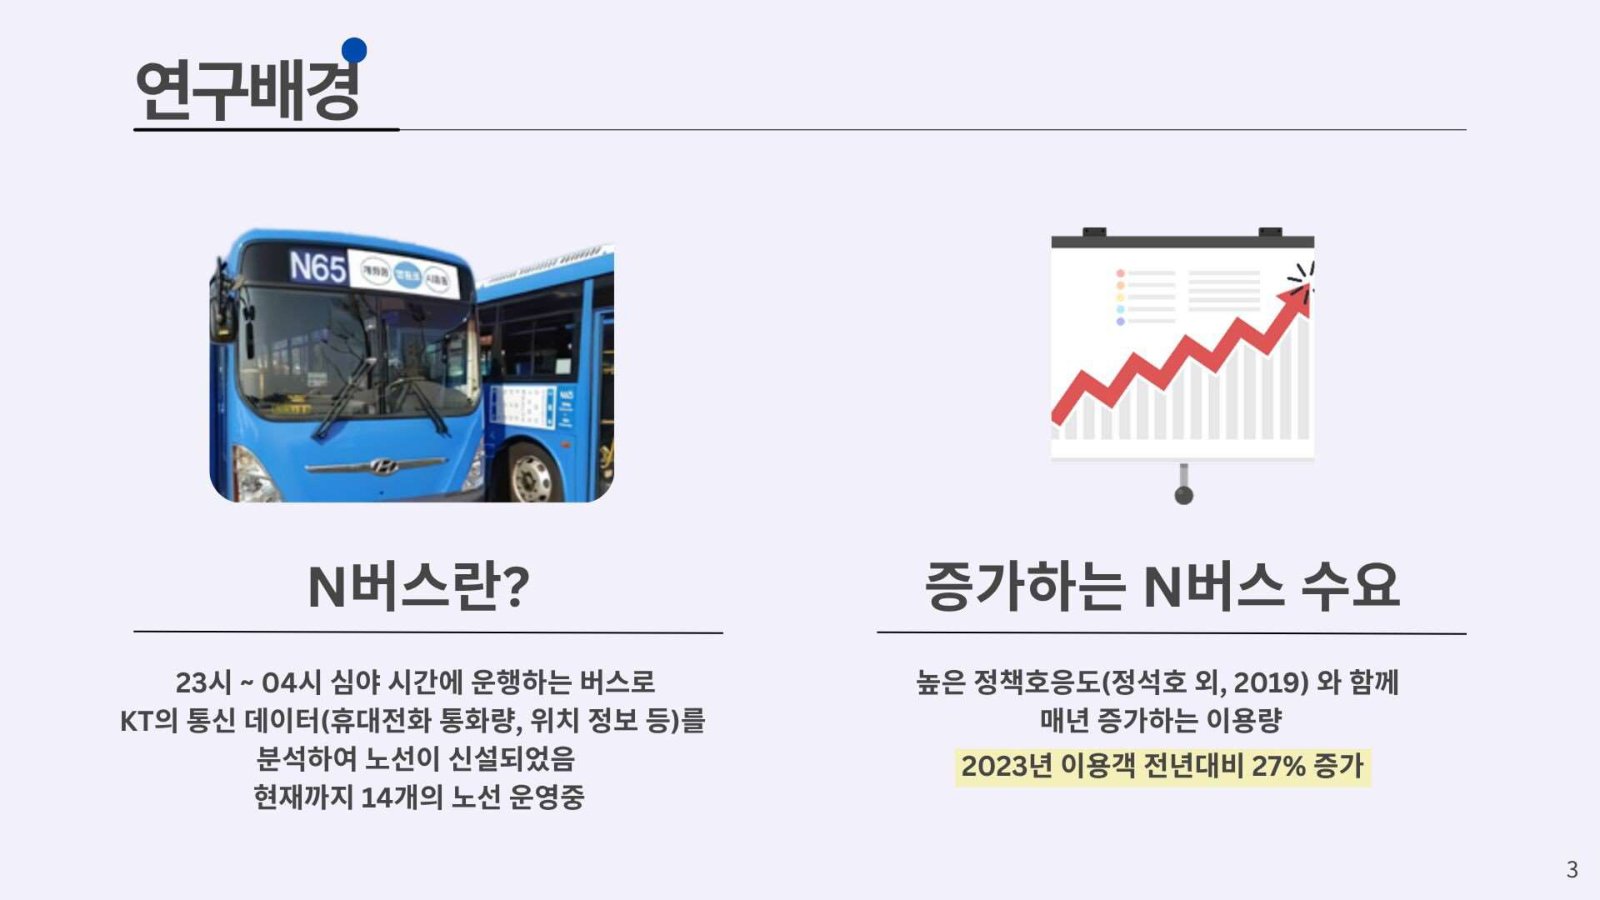 연구배경
N65
N65
N버스란?
23시 ~ 04시 심야 시간에 운행하는 버스로
KT의 통신 데이터(휴대전화 통화량, 위치 정보 등)를
분석하여 노선이 신설되었음
현재까지 14개의 노선 운영중
증가하는 N버스 수요
높은 정책호응도(정석호 외, 2019) 와 함께
매년 증가하는 이용량
2023년 이용객 전년대비 27% 증가
3